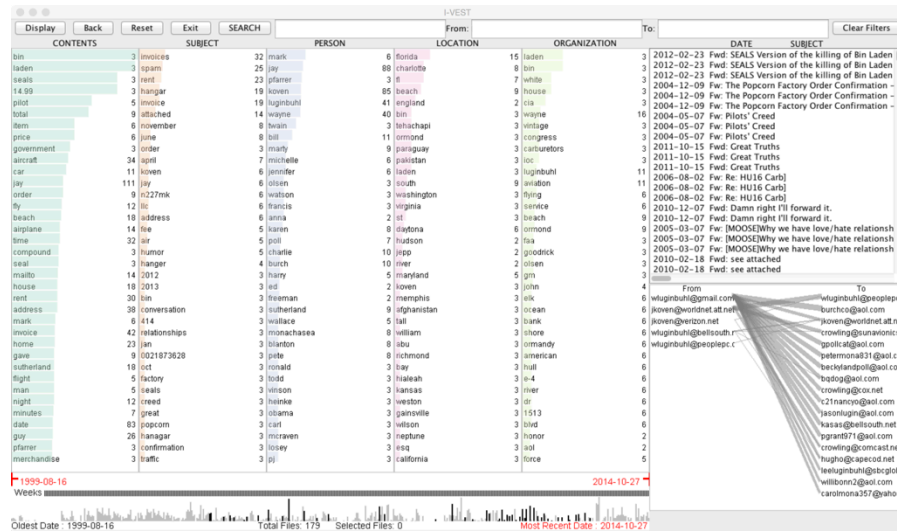 I-VEST
Display Back Reset Exit SEARCH From: To: Clear Filters
CONTENTS SUBJECT PERSON LOCATION ORGANIZATION DATE SUBJECT
bin 3 invoices 32 mark 6 florida 15 laden 3
laden 3 spam 25 jay 88 charlotte 8 bin 3
seals 3 rent 23 pfarrer 3 fl 7 white 3
14.99 3 hangar 19 koven 85 beach 9 house 3
pilot 5 invoice 19 luginbuhl 41 england 2 cia 3
total 9 attached 14 wayne 40 bin 3 wayne 16
item 6 november 8 twain 3 tehachapi 3 vintage 3
price 6 june 8 bill 11 ormond 3 congress 3
government 3 order 3 marty 9 paraguay 3 carburetors 3
aircraft 34 april 7 michelle 6 pakistan 3 ioc 3
car 11 koven 6 jennifer 6 laden 3 luginbuhl 11
jay 111 jay 6 olsen 3 south 9 aviation 11
order 9 n227mk 6 watson 3 washington 3 flying 6
fly 12 llc 6 francis 3 virginia 3 service 6
beach 18 address 6 anna 2 st 3 beach 9
airplane 14 fee 5 karen 8 daytona 6 ormond 9
time 32 air 5 poll 7 hudson 2 faa 3
compound 3 humor 5 charlie 10 jepp 2 goodrick 3
seal 3 hanger 4 burch 10 river 2 olsen 3
mailto 14 2012 3 harry 5 maryland 5 gm 3
house 18 2013 3 ed 2 koven 3 john 4
rent 30 bin 3 freeman 2 memphis 3 elk 6
address 38 conversation 3 sutherland 9 afghanistan 3 ocean 6
mark 6 414 3 wallace 5 tall 3 bank 6
invoice 42 relationships 3 monachasea 8 william 3 shore 6
home 23 jan 3 blanton 8 abu 3 ormandy 6
gave 9 0021873628 3 pete 8 richmond 3 american 6
sutherland 18 oct 3 ronald 3 bay 3 hull 6
flight 5 factory 3 todd 3 hialeah 3 e-4 6
man 5 seals 3 vinson 3 kansas 3 river 6
night 12 creed 3 heinke 3 weston 3 dr 6
minutes 7 great 3 obama 3 gainsville 3 1513 6
date 83 popcorn 3 carl 3 wilson 3 blvd 6
guy 26 hanagar 3 mcraven 3 neptune 3 honor 2
pfarrer 3 confirmation 3 losey 3 esq 3 aol 2
merchandise 3 traffic 3 pj 3 california 3 force 5
2012-02-23 Fwd: SEALS Version of the killing of Bin Laden
2012-02-23 Fwd: SEALS Version of the killing of Bin Laden
2012-02-23 Fwd: SEALS Version of the killing of Bin Laden
2004-12-09 Fw: The Popcorn Factory Order Confirmation -
2004-12-09 Fw: The Popcorn Factory Order Confirmation -
2004-12-09 Fw: The Popcorn Factory Order Confirmation -
2004-05-07 Fw: Pilots' Creed
2004-05-07 Fw: Pilots' Creed
2004-05-07 Fw: Pilots' Creed
2011-10-15 Fwd: Great Truths
2011-10-15 Fwd: Great Truths
2011-10-15 Fwd: Great Truths
2006-08-02 Fw: Re: HU16 Carb]
2006-08-02 Fw: Re: HU16 Carb]
2006-08-02 Fw: Re: HU16 Carb]
2010-12-07 Fwd: Damn right I'll forward it.
2010-12-07 Fwd: Damn right I'll forward it.
2005-03-07 Fw: [MOOSE]Why we have love/hate relationsh
2005-03-07 Fw: [MOOSE]Why we have love/hate relationsh
2005-03-07 Fw: [MOOSE]Why we have love/hate relationsh
2010-02-18 Fwd: see attached
2010-02-18 Fwd: see attached
From To
wluginbuhl@gmail.com wluginbuhl@peoplepc
jkoven@worldnet.att.net burchco@aol.com
jkoven@verizon.net jkoven@worldnet.att.n
wluginbuhl@bellsouth.r crowling@sunavionics
wluginbuhl@peoplepc.c gpollcat@aol.com
petermona831@aol.c
beckylandpoll@aol.com
bqdog@aol.com
crowling@cox.net
c21nancyo@aol.com
jasonlugin@aol.com
kasas@bellsouth.net
pgrant971@aol.com
crowling@comcast.ne
hugho@capecod.net
leeluginbuhl@sbcglob
willibonn2@aol.com
carolmona357@yaho
1999-08-16 2014-10-27
Weeks
Oldest Date : 1999-08-16 Total Files: 179 Selected Files: 0 Most Recent Date : 2014-10-27